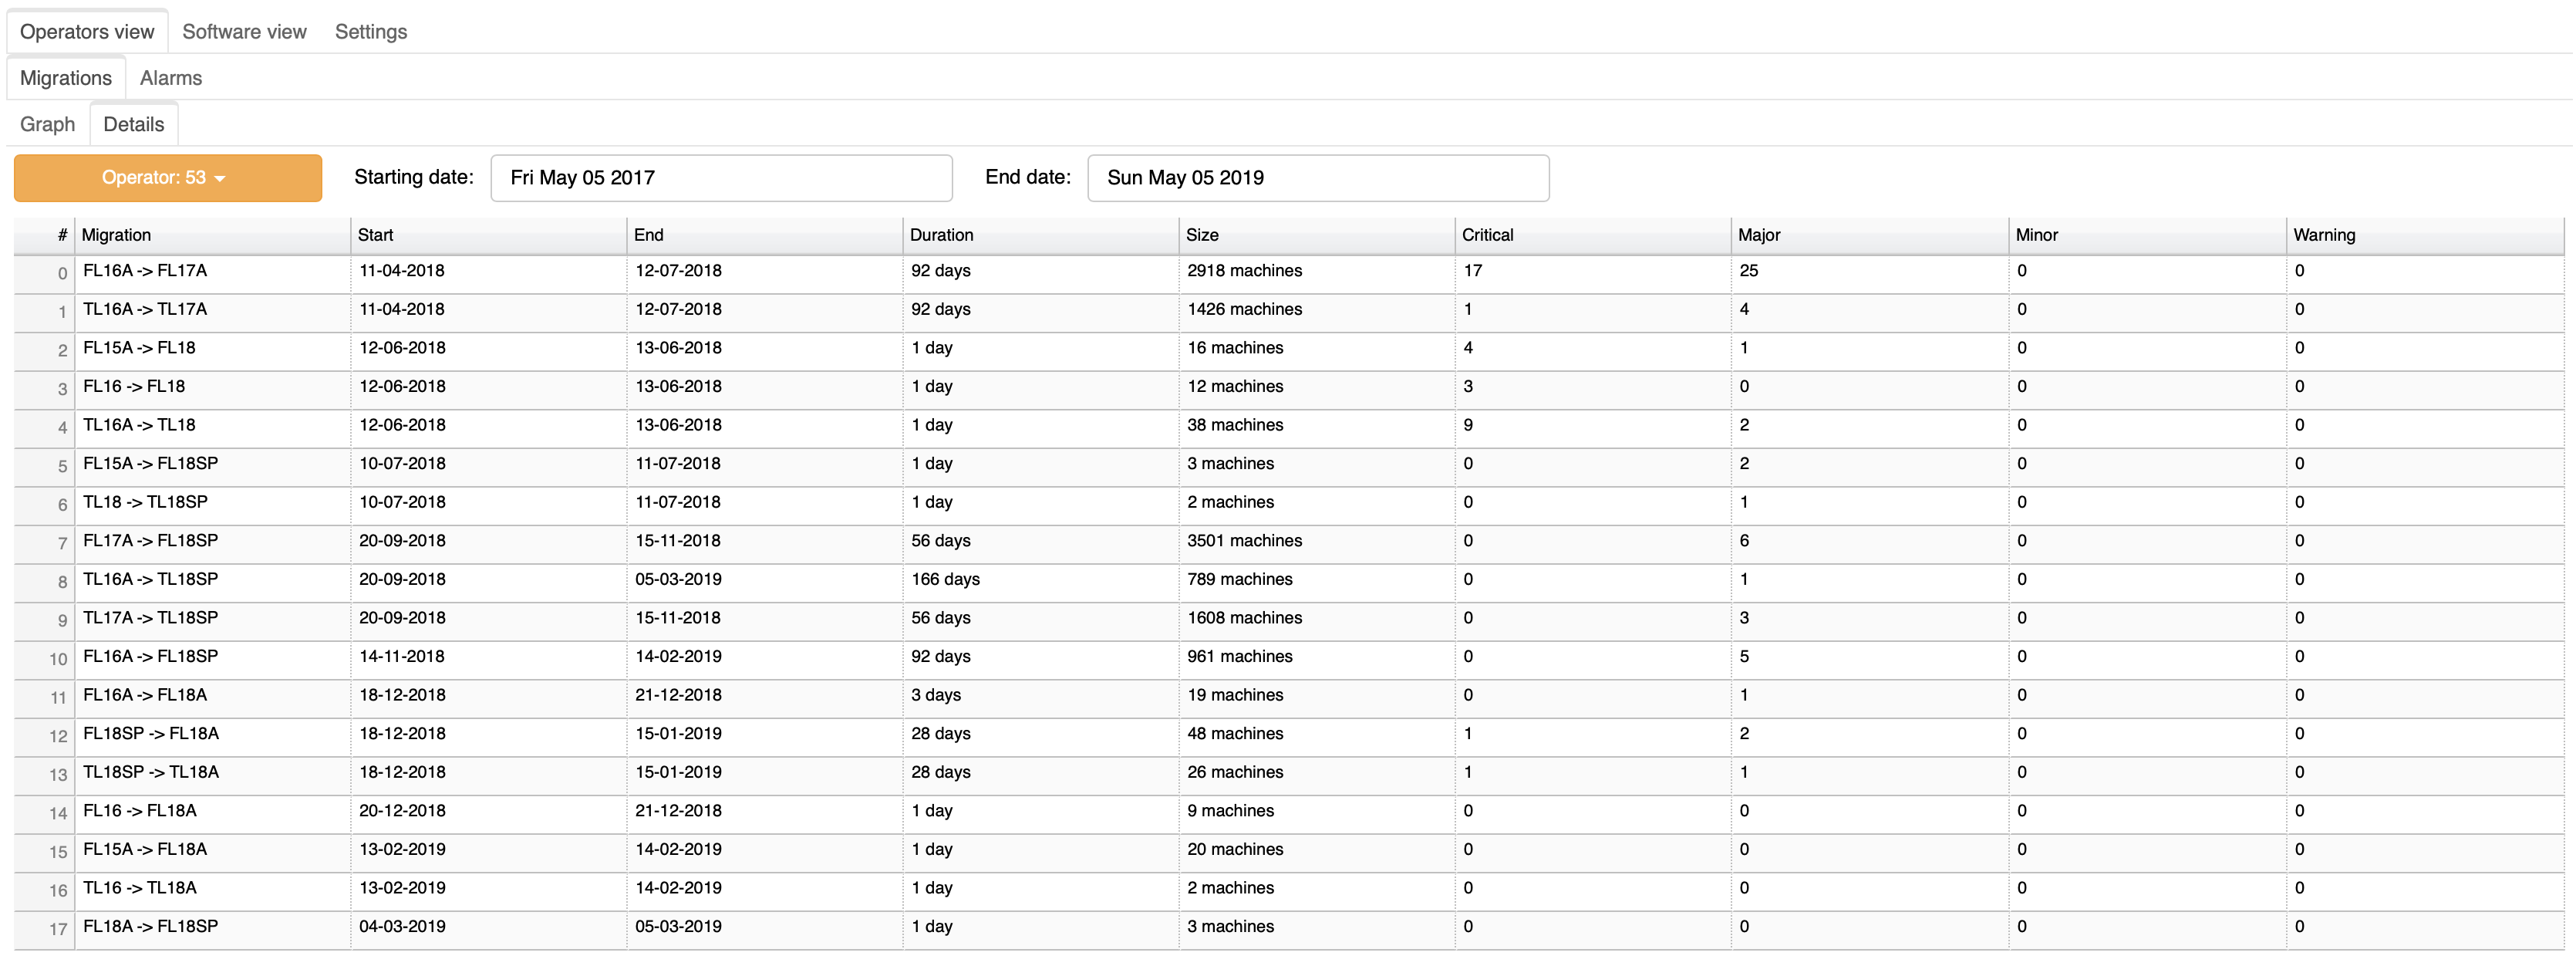 Operators view Software view Settings
Migrations Alarms
Graph Details
Operator: 53 Starting date: Fri May 05 2017 End date: Sun May 05 2019
# Migration Start End Duration Size Critical Major Minor Warning
0 FL16A -> FL17A 11-04-2018 12-07-2018 92 days 2918 machines 17 25 0 0
1 TL16A -> TL17A 11-04-2018 12-07-2018 92 days 1426 machines 1 4 0 0
2 FL15A -> FL18 12-06-2018 13-06-2018 1 day 16 machines 4 1 0 0
3 FL16 -> FL18 12-06-2018 13-06-2018 1 day 12 machines 3 0 0 0
4 TL16A -> TL18 12-06-2018 13-06-2018 1 day 38 machines 9 2 0 0
5 FL15A -> FL18SP 10-07-2018 11-07-2018 1 day 3 machines 0 2 0 0
6 TL18 -> TL18SP 10-07-2018 11-07-2018 1 day 2 machines 0 1 0 0
7 FL17A -> FL18SP 20-09-2018 15-11-2018 56 days 3501 machines 0 6 0 0
8 TL16A -> TL18SP 20-09-2018 05-03-2019 166 days 789 machines 0 1 0 0
9 TL17A -> TL18SP 20-09-2018 15-11-2018 56 days 1608 machines 0 3 0 0
10 FL16A -> FL18SP 14-11-2018 14-02-2019 92 days 961 machines 0 5 0 0
11 FL16A -> FL18A 18-12-2018 21-12-2018 3 days 19 machines 0 1 0 0
12 FL18SP -> FL18A 18-12-2018 15-01-2019 28 days 48 machines 1 2 0 0
13 TL18SP -> TL18A 18-12-2018 15-01-2019 28 days 26 machines 1 1 0 0
14 FL16 -> FL18A 20-12-2018 21-12-2018 1 day 9 machines 0 0 0 0
15 FL15A -> FL18A 13-02-2019 14-02-2019 1 day 20 machines 0 0 0 0
16 TL16 -> TL18A 13-02-2019 14-02-2019 1 day 2 machines 0 0 0 0
17 FL18A -> FL18SP 04-03-2019 05-03-2019 1 day 3 machines 0 0 0 0